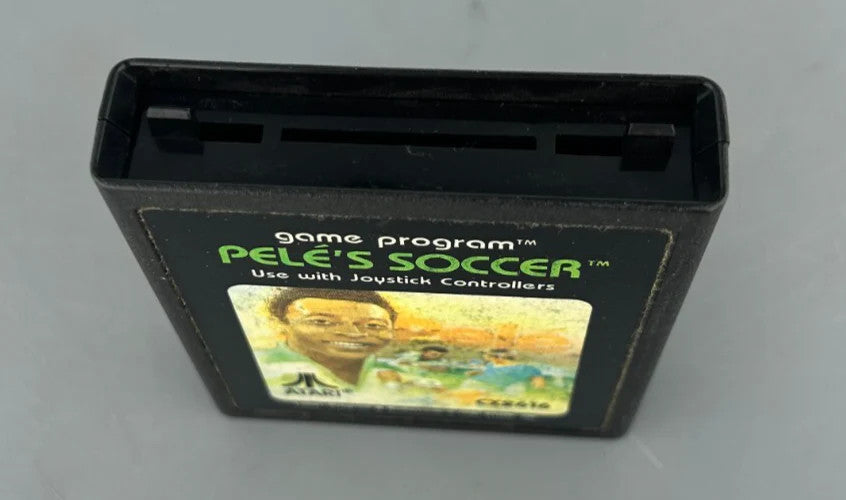 game program™
PELÉ'S SOCCER™
Use with Joystick Controllers
ATARI®
CX2616